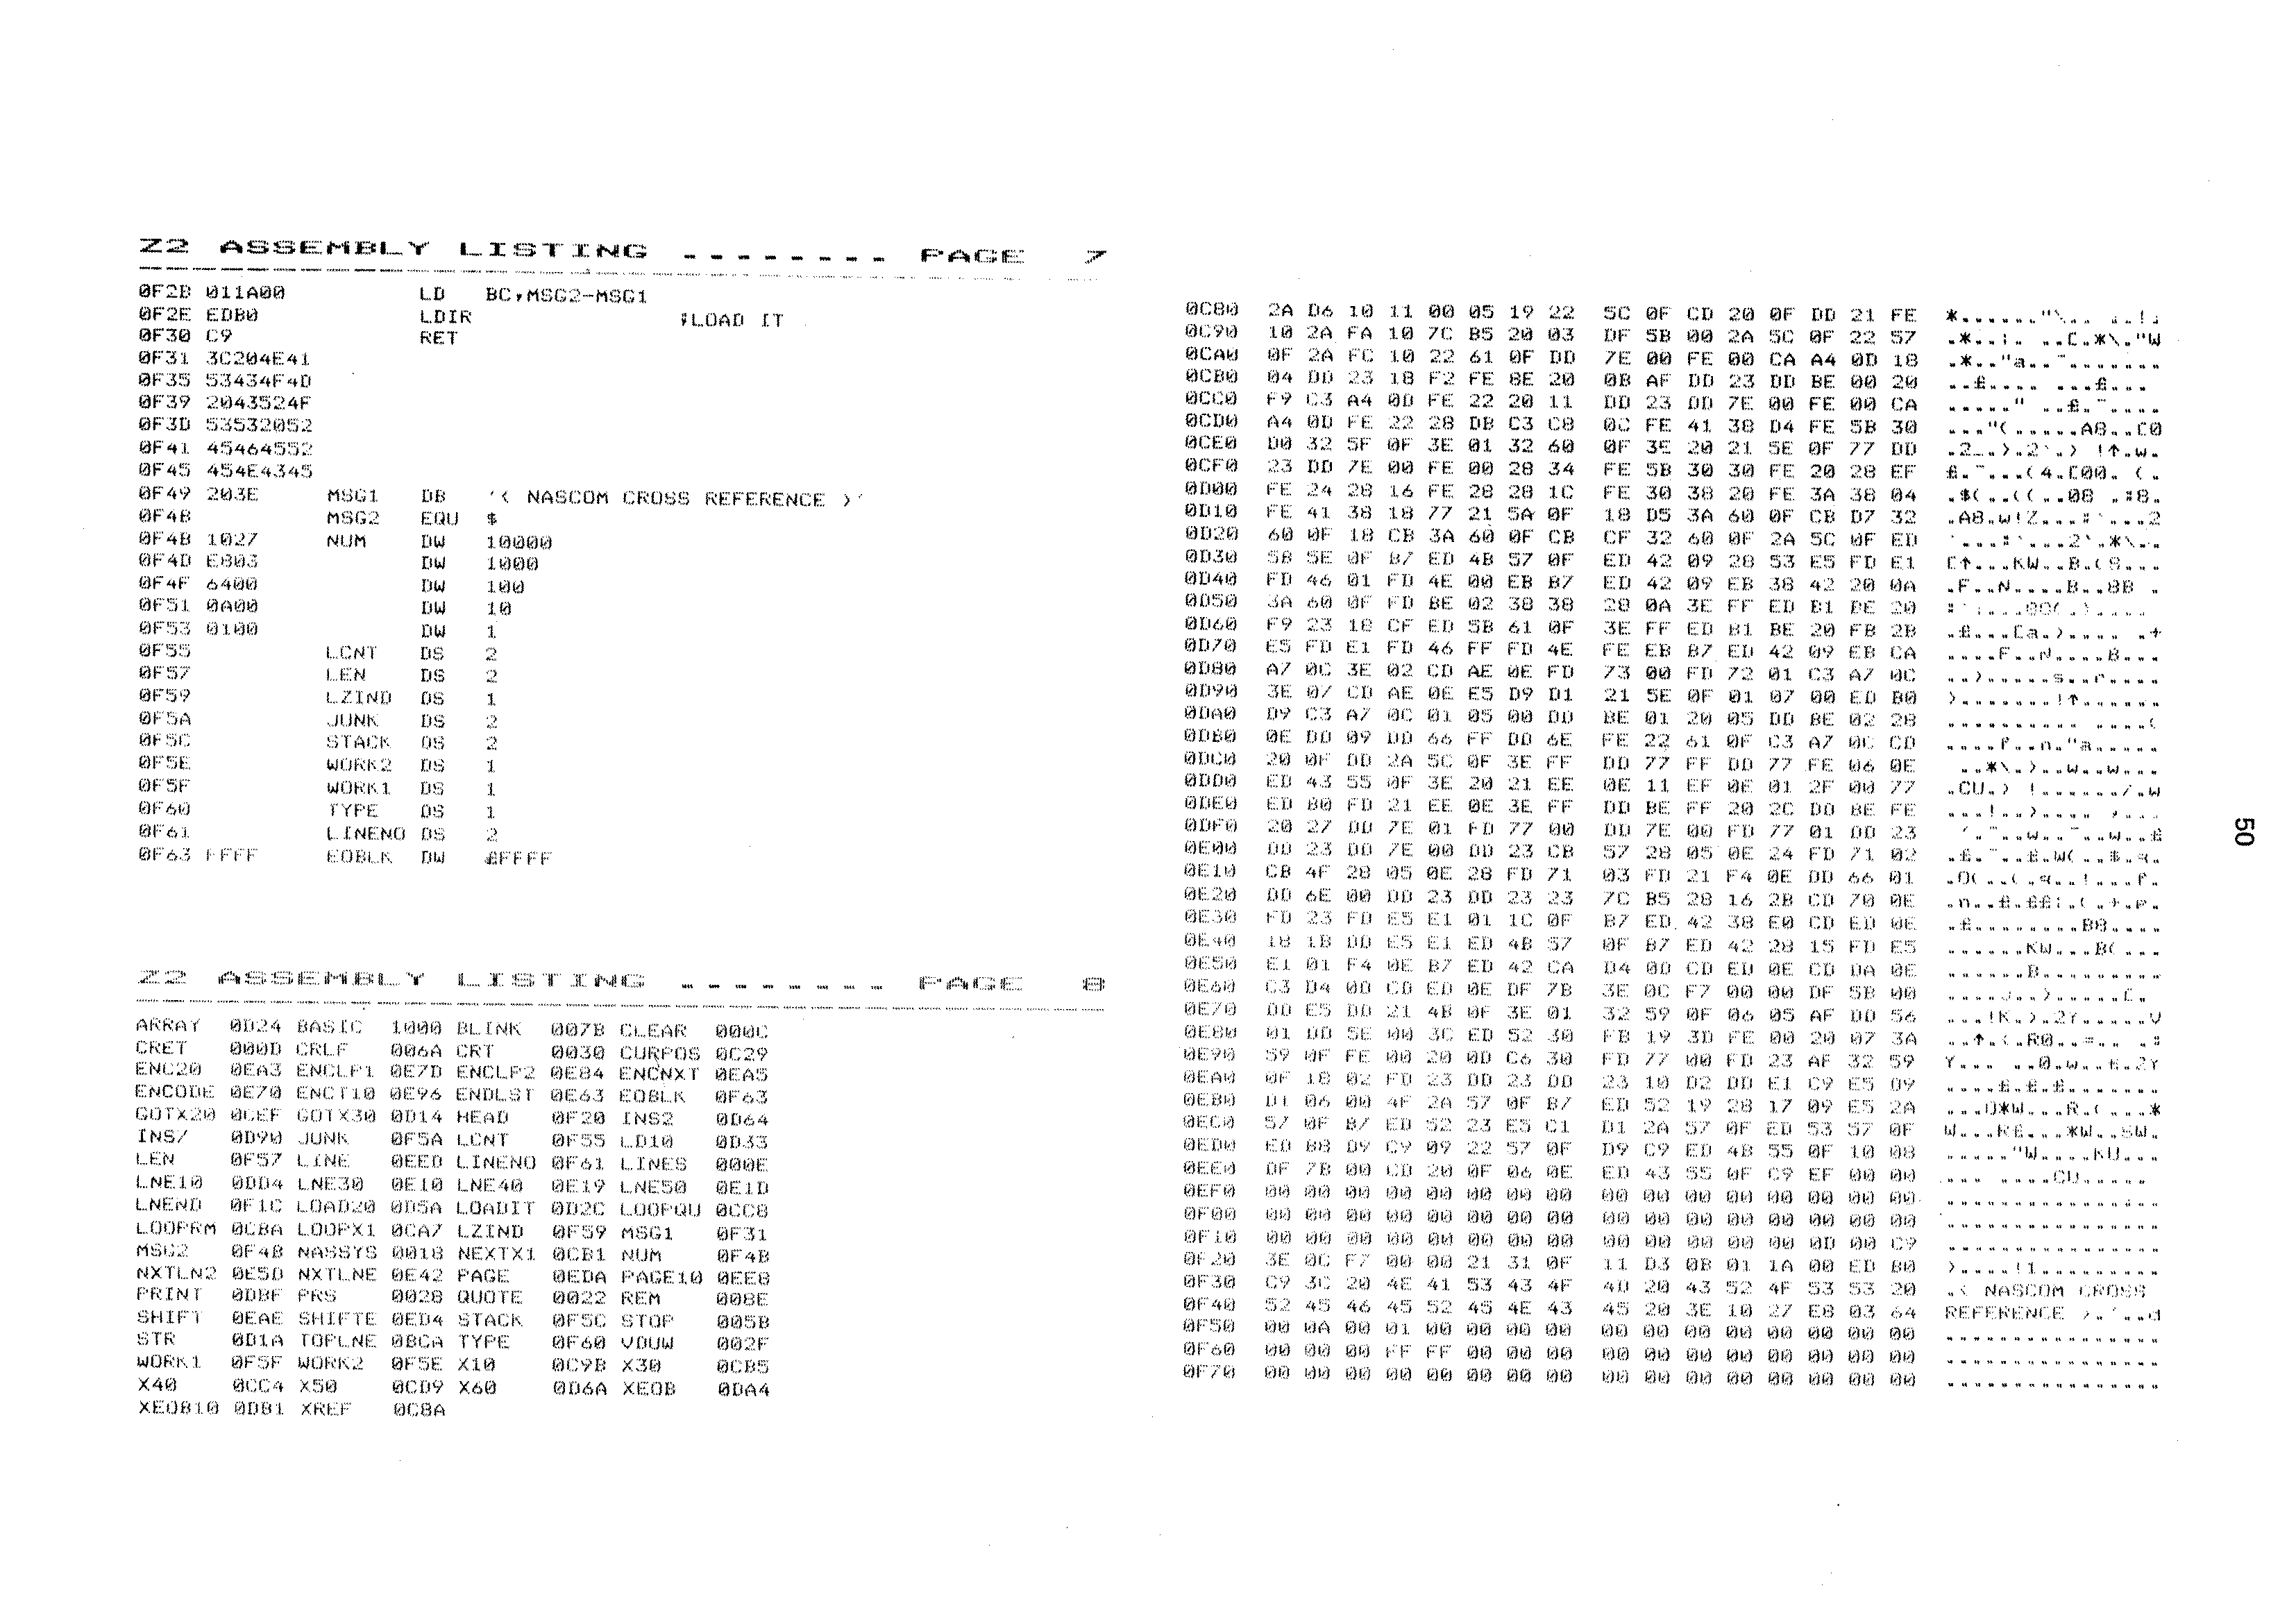 Z2 ASSEMBLY LISTING -------- PAGE 7
0F2B 011A00 LD BC,MSG2-MSG1
0F2E EDB0 LDIR ;LOAD IT
0F30 C9 RET
0F31 3C204E41
0F35 53434F4D
0F39 2043524F
0F3D 53532052
0F41 45464552
0F45 454E4345
0F49 203E MSG1 DB '< NASCOM CROSS REFERENCE >'
0F4B MSG2 EQU $
0F4B 1027 NUM DW 10000
0F4D E803 DW 1000
0F4F 6400 DW 100
0F51 0A00 DW 10
0F53 0100 DW 1
0F55 LCNT DS 2
0F57 LEN DS 2
0F59 LZIND DS 1
0F5A JUNK DS 2
0F5C STACK DS 2
0F5E WORK2 DS 1
0F5F WORK1 DS 1
0F60 TYPE DS 1
0F61 LINENO DS 2
0F63 FFFF EOBLK DW £FFFF
Z2 ASSEMBLY LISTING -------- PAGE 8
ARRAY 0D24 BASIC 1000 BLINK 007B CLEAR 000C
CRET 000D CRLF 006A CRT 0030 CURPOS 0C29
ENC20 0EA3 ENCLP1 0E7D ENCLP2 0E84 ENCNXT 0EA5
ENCODE 0E70 ENCT10 0E96 ENDLST 0E63 EOBLK 0F63
GOTX20 0CEF GOTX30 0D14 HEAD 0F20 INS2 0D64
INS7 0D90 JUNK 0F5A LCNT 0F55 LD10 0D33
LEN 0F57 LINE 0EED LINENO 0F61 LINES 000E
LNE10 0DD4 LNE30 0E10 LNE40 0E19 LNE50 0E1D
LNEND 0F1C LOAD20 0D5A LOADIT 0D2C LOOPQU 0CC8
LOOPRM 0CBA LOOPX1 0CA7 LZIND 0F59 MSG1 0F31
MSG2 0F4B NASSYS 0018 NEXTX1 0CB1 NUM 0F4B
NXTLN2 0E5D NXTLNE 0E42 PAGE 0EDA PAGE10 0EE8
PRINT 0DBF PRS 0028 QUOTE 0022 REM 008E
SHIFT 0EAE SHIFTE 0ED4 STACK 0F5C STOP 005B
STR 0D1A TOPLNE 0BCA TYPE 0F60 VDUW 002F
WORK1 0F5F WORK2 0F5E X10 0C9B X30 0CB5
X40 0CC4 X50 0CD9 X60 0D6A XEOB 0DA4
XEOB10 0DB1 XREF 0C8A
0C80 2A D6 10 11 00 05 19 22 5C 0F CD 20 0F DD 21 FE
0C90 10 2A FA 10 7C B5 20 03 DF 5B 00 2A 5C 0F 22 57
0CA0 0F 2A FC 10 22 61 0F DD 7E 00 FE 00 CA A4 0D 18
0CB0 04 DD 23 18 F2 FE 8E 20 0B AF DD 23 DD BE 00 20
0CC0 F9 C3 A4 0D FE 22 20 11 DD 23 DD 7E 00 FE 00 CA
0CD0 A4 0D FE 22 28 DB C3 C8 0C FE 41 38 D4 FE 5B 30
0CE0 D0 32 5F 0F 3E 01 32 60 0F 3E 20 21 5E 0F 77 DD
0CF0 23 DD 7E 00 FE 00 28 34 FE 5B 30 30 FE 20 28 EF
0D00 FE 24 28 16 FE 28 28 1C FE 30 38 20 FE 3A 38 04
0D10 FE 41 38 18 77 21 5A 0F 18 D5 3A 60 0F CB D7 32
0D20 60 0F 18 CB 3A 60 0F CB CF 32 60 0F 2A 5C 0F ED
0D30 5B 5E 0F B7 ED 4B 57 0F ED 42 09 28 53 E5 FD E1
0D40 FD 46 01 FD 4E 00 EB B7 ED 42 09 EB 38 42 20 0A
0D50 3A 60 0F FD BE 02 38 38 28 0A 3E FF ED B1 BE 20
0D60 F9 23 18 CF ED 5B 61 0F 3E FF ED B1 BE 20 FB 2B
0D70 E5 FD E1 FD 46 FF FD 4E FE EB B7 ED 42 09 EB CA
0D80 A7 0C 3E 02 CD AE 0E FD 73 00 FD 72 01 C3 A7 0C
0D90 3E 07 CD AE 0E E5 D9 D1 21 5E 0F 01 07 00 ED B0
0DA0 D9 C3 A7 0C 01 05 00 DD BE 01 20 05 DD BE 02 28
0DB0 0E DD 09 DD 66 FF DD 6E FE 22 61 0F C3 A7 0C CD
0DC0 20 0F DD 2A 5C 0F 3E FF DD 77 FF DD 77 FE 06 0E
0DD0 ED 43 55 0F 3E 20 21 EE 0E 11 EF 0E 01 2F 00 77
0DE0 ED B0 FD 21 EE 0E 3E FF DD BE FF 20 2C DD BE FE
0DF0 20 27 DD 7E 01 FD 77 00 DD 7E 00 FD 77 01 DD 23
0E00 DD 23 DD 7E 00 DD 23 CB 57 28 05 0E 24 FD 71 02
0E10 CB 4F 28 05 0E 28 FD 71 03 FD 21 F4 0E DD 66 01
0E20 DD 6E 00 DD 23 DD 23 23 7C B5 28 16 2B CD 70 0E
0E30 FD 23 FD E5 E1 01 1C 0F B7 ED 42 38 E0 CD ED 0E
0E40 18 1B DD E5 E1 ED 4B 57 0F B7 ED 42 28 15 FD E5
0E50 E1 01 F4 0E B7 ED 42 CA D4 0D CD ED 0E CD DA 0E
0E60 C3 D4 0D CD ED 0E DF 7B 3E 0C F7 00 00 DF 5B 00
0E70 DD E5 DD 21 4B 0F 3E 01 32 59 0F 06 05 AF DD 56
0E80 01 DD 5E 00 3C ED 52 30 FB 19 3D FE 00 20 07 3A
0E90 59 0F FE 00 20 0D C6 30 FD 77 00 FD 23 AF 32 59
0EA0 0F 18 02 FD 23 DD 23 DD 23 10 D2 DD E1 C9 E5 D9
0EB0 D1 06 00 4F 2A 57 0F B7 ED 52 19 28 17 09 E5 2A
0EC0 57 0F B7 ED 52 23 E5 C1 D1 2A 57 0F ED 53 57 0F
0ED0 ED B8 D9 C9 09 22 57 0F D9 C9 ED 4B 55 0F 10 08
0EE0 DF 7B 00 CD 20 0F 06 0E ED 43 55 0F C9 EF 00 00
0EF0 00 00 00 00 00 00 00 00 00 00 00 00 00 00 00 00
0F00 00 00 00 00 00 00 00 00 00 00 00 00 00 00 00 00
0F10 00 00 00 00 00 00 00 00 00 00 00 00 00 0D 00 C9
0F20 3E 0C F7 00 00 21 31 0F 11 D3 0B 01 1A 00 ED B0
0F30 C9 3C 20 4E 41 53 43 4F 4D 20 43 52 4F 53 53 20 .< NASCOM CROSS
0F40 52 45 46 45 52 45 4E 43 45 20 3E 10 27 E8 03 64 REFERENCE >.'..d
0F50 00 0A 00 01 00 00 00 00 00 00 00 00 00 00 00 00 ................
0F60 00 00 00 FF FF 00 00 00 00 00 00 00 00 00 00 00 ................
0F70 00 00 00 00 00 00 00 00 00 00 00 00 00 00 00 00 ................
50